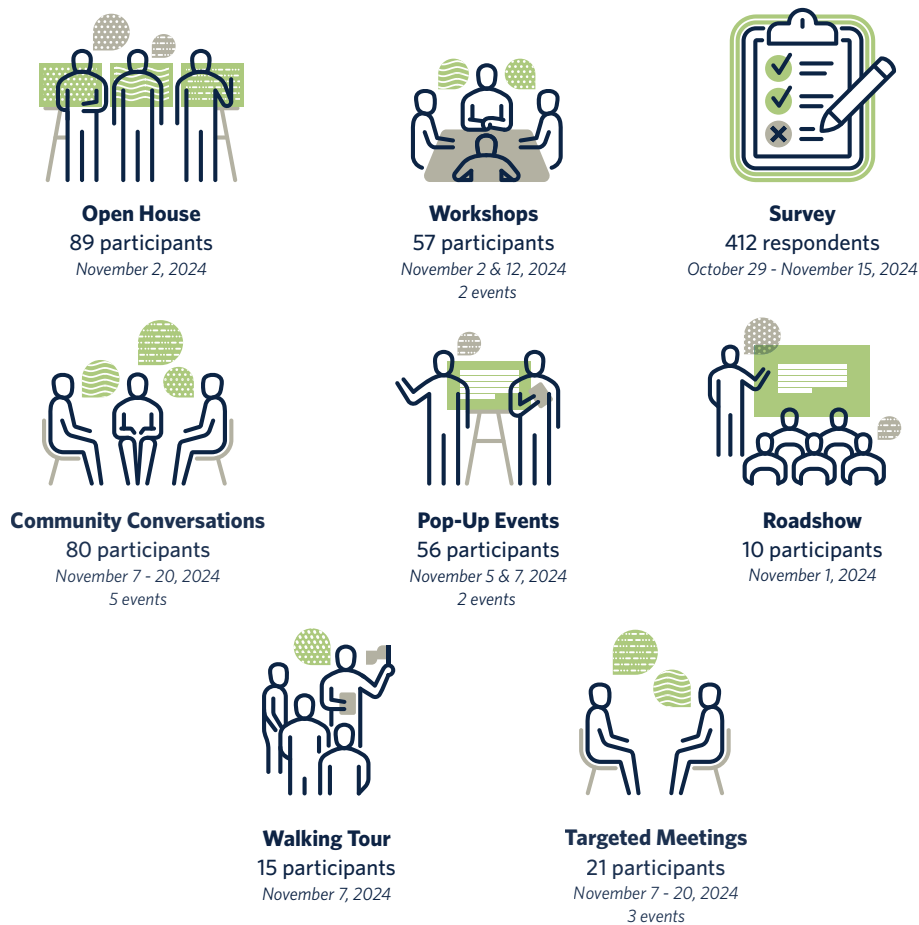 Open House
89 participants
November 2, 2024
Workshops
57 participants
November 2 & 12, 2024
2 events
Survey
412 respondents
October 29 - November 15, 2024
Community Conversations
80 participants
November 7 - 20, 2024
5 events
Pop-Up Events
56 participants
November 5 & 7, 2024
2 events
Roadshow
10 participants
November 1, 2024
Walking Tour
15 participants
November 7, 2024
Targeted Meetings
21 participants
November 7 - 20, 2024
3 events